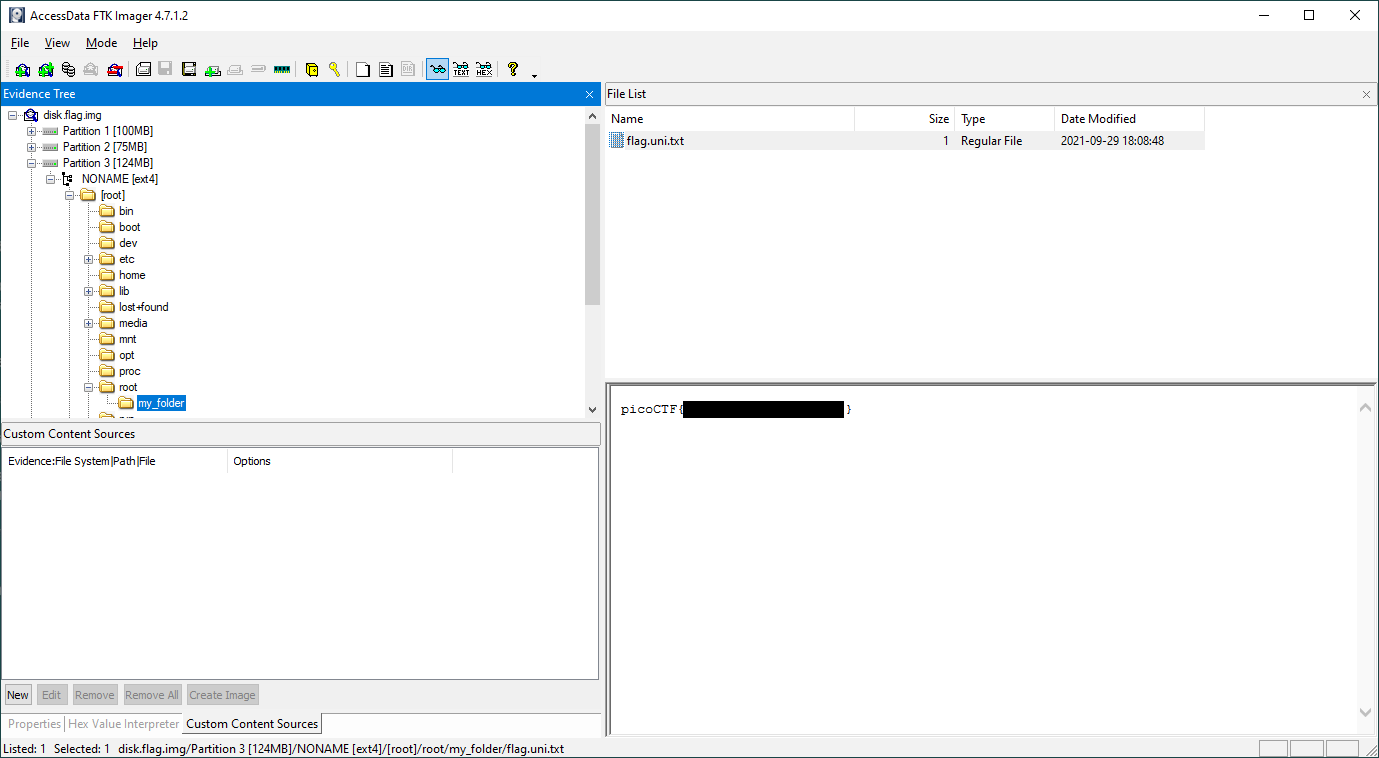 AccessData FTK Imager 4.7.1.2
File View Mode Help
TEXT HEX
Evidence Tree
disk.flag.img
Partition 1 [100MB]
Partition 2 [75MB]
Partition 3 [124MB]
NONAME [ext4]
[root]
bin
boot
dev
etc
home
lib
lost+found
media
mnt
opt
proc
root
my_folder
Custom Content Sources
Evidence:File System|Path|File Options
New Edit Remove Remove All Create Image
Properties Hex Value Interpreter Custom Content Sources
File List
Name Size Type Date Modified
flag.uni.txt 1 Regular File 2021-09-29 18:08:48
picoCTF{ }
Listed: 1 Selected: 1 disk.flag.img/Partition 3 [124MB]/NONAME [ext4]/[root]/root/my_folder/flag.uni.txt